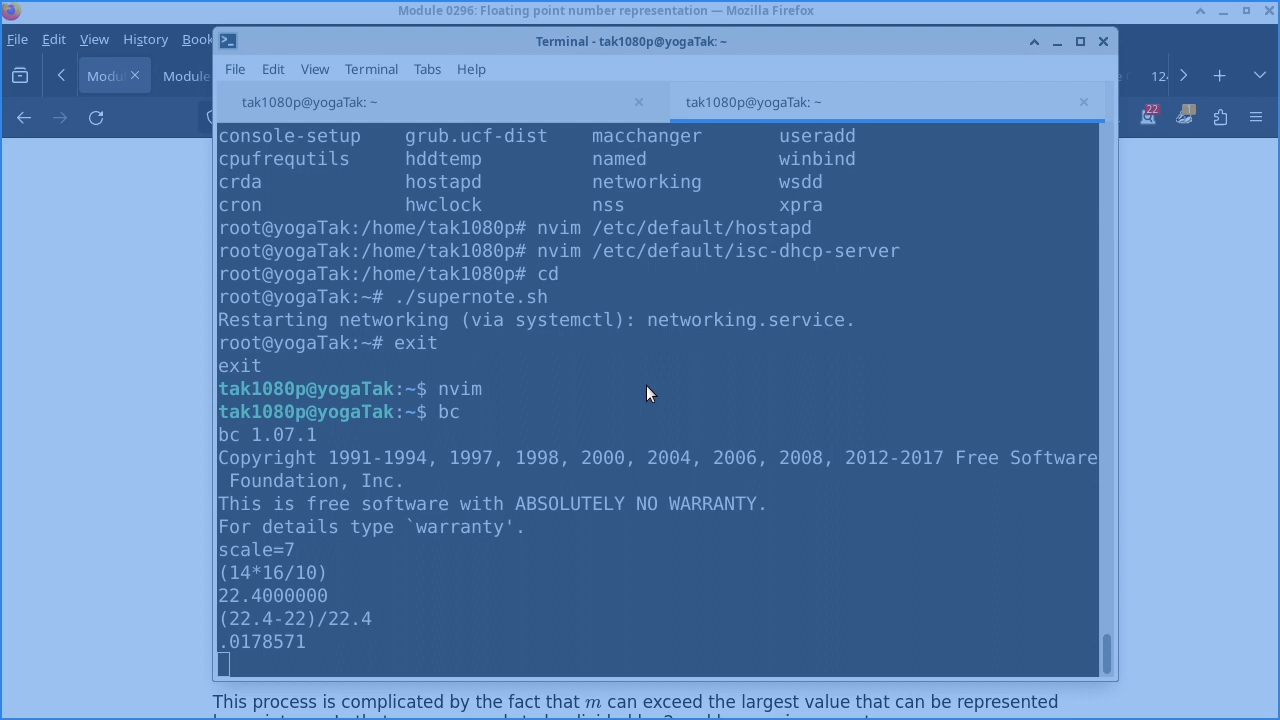 Module 0296: Floating point number representation — Mozilla Firefox
File Edit View History Book
Terminal - tak1080p@yogaTak: ~
File Edit View Terminal Tabs Help
Modul
Module
124
tak1080p@yogaTak: ~
tak1080p@yogaTak: ~
22
1
console-setup grub.ucf-dist macchanger useradd
cpufrequtils hddtemp named winbind
crda hostapd networking wsdd
cron hwclock nss xpra
root@yogaTak:/home/tak1080p# nvim /etc/default/hostapd
root@yogaTak:/home/tak1080p# nvim /etc/default/isc-dhcp-server
root@yogaTak:/home/tak1080p# cd
root@yogaTak:~# ./supernote.sh
Restarting networking (via systemctl): networking.service.
root@yogaTak:~# exit
exit
tak1080p@yogaTak:~$ nvim
tak1080p@yogaTak:~$ bc
bc 1.07.1
Copyright 1991-1994, 1997, 1998, 2000, 2004, 2006, 2008, 2012-2017 Free Software
Foundation, Inc.
This is free software with ABSOLUTELY NO WARRANTY.
For details type `warranty'.
scale=7
(14*16/10)
22.4000000
(22.4-22)/22.4
.0178571
This process is complicated by the fact that m can exceed the largest value that can be represented